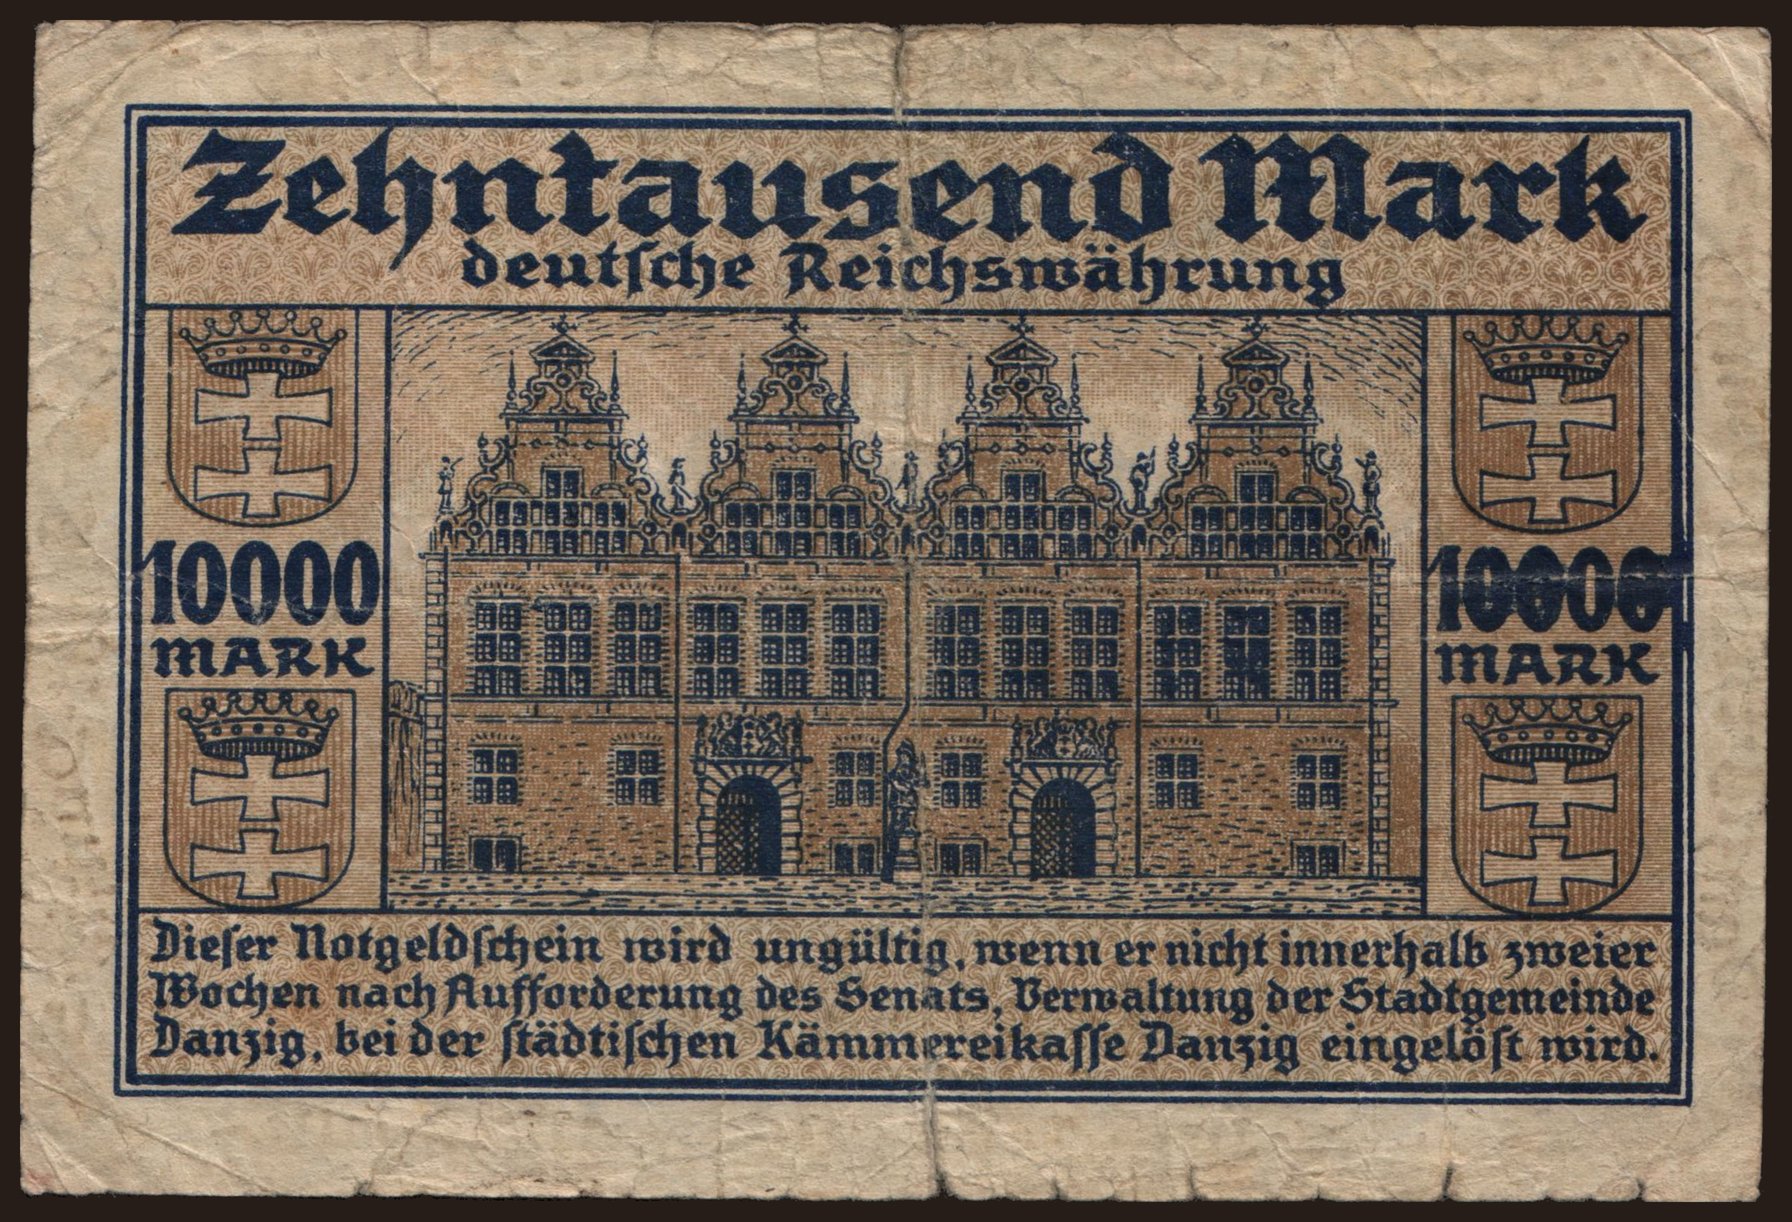 Zehntausend Mark
deutsche Reichswährung
10000
MARK
10000
MARK
Dieser Notgeldschein wird ungültig, wenn er nicht innerhalb zweier
Wochen nach Aufforderung des Senats, Verwaltung der Stadtgemeinde
Danzig, bei der städtischen Kämmereikasse Danzig eingelöst wird.